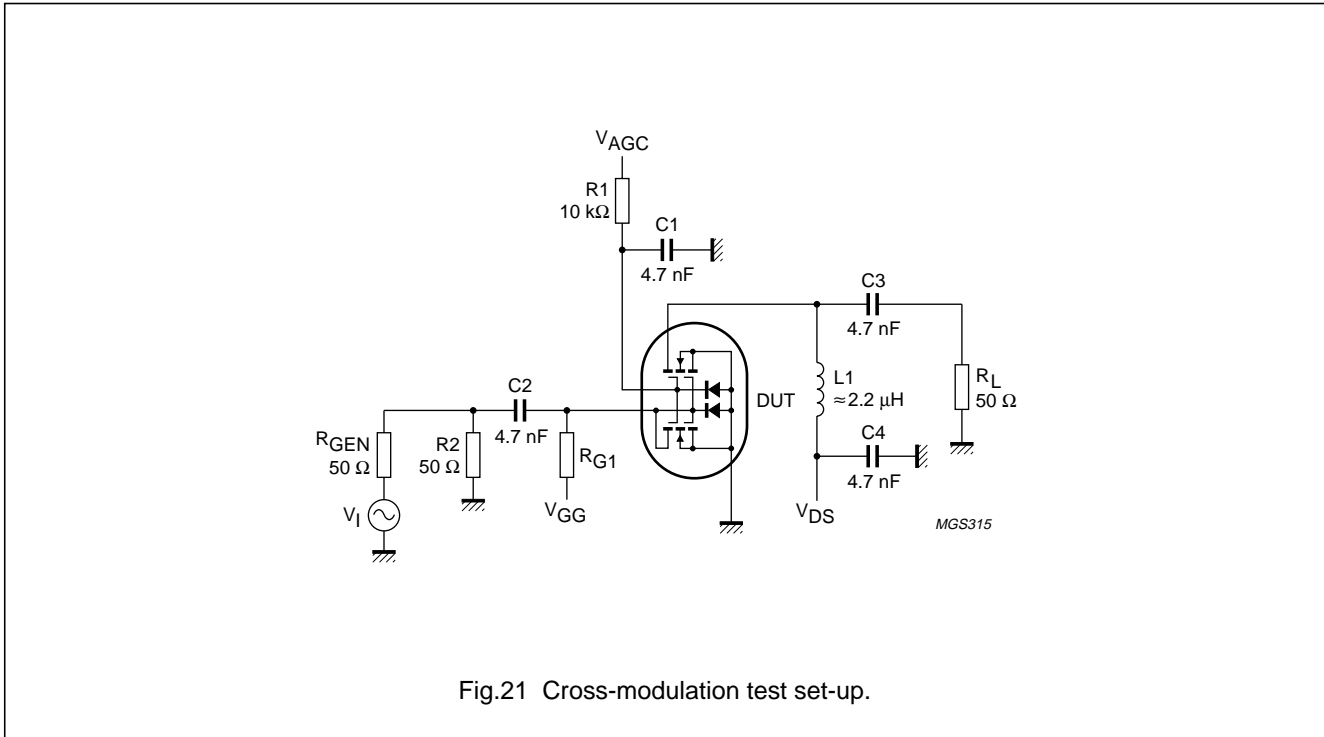 VAGC
R1
10 kΩ
C1
4.7 nF
C3
4.7 nF
L1
≈2.2 μH
RL
50 Ω
DUT
C2
4.7 nF
RGEN
50 Ω
R2
50 Ω
RG1
C4
4.7 nF
VI
VGG
VDS
MGS315
Fig.21 Cross-modulation test set-up.